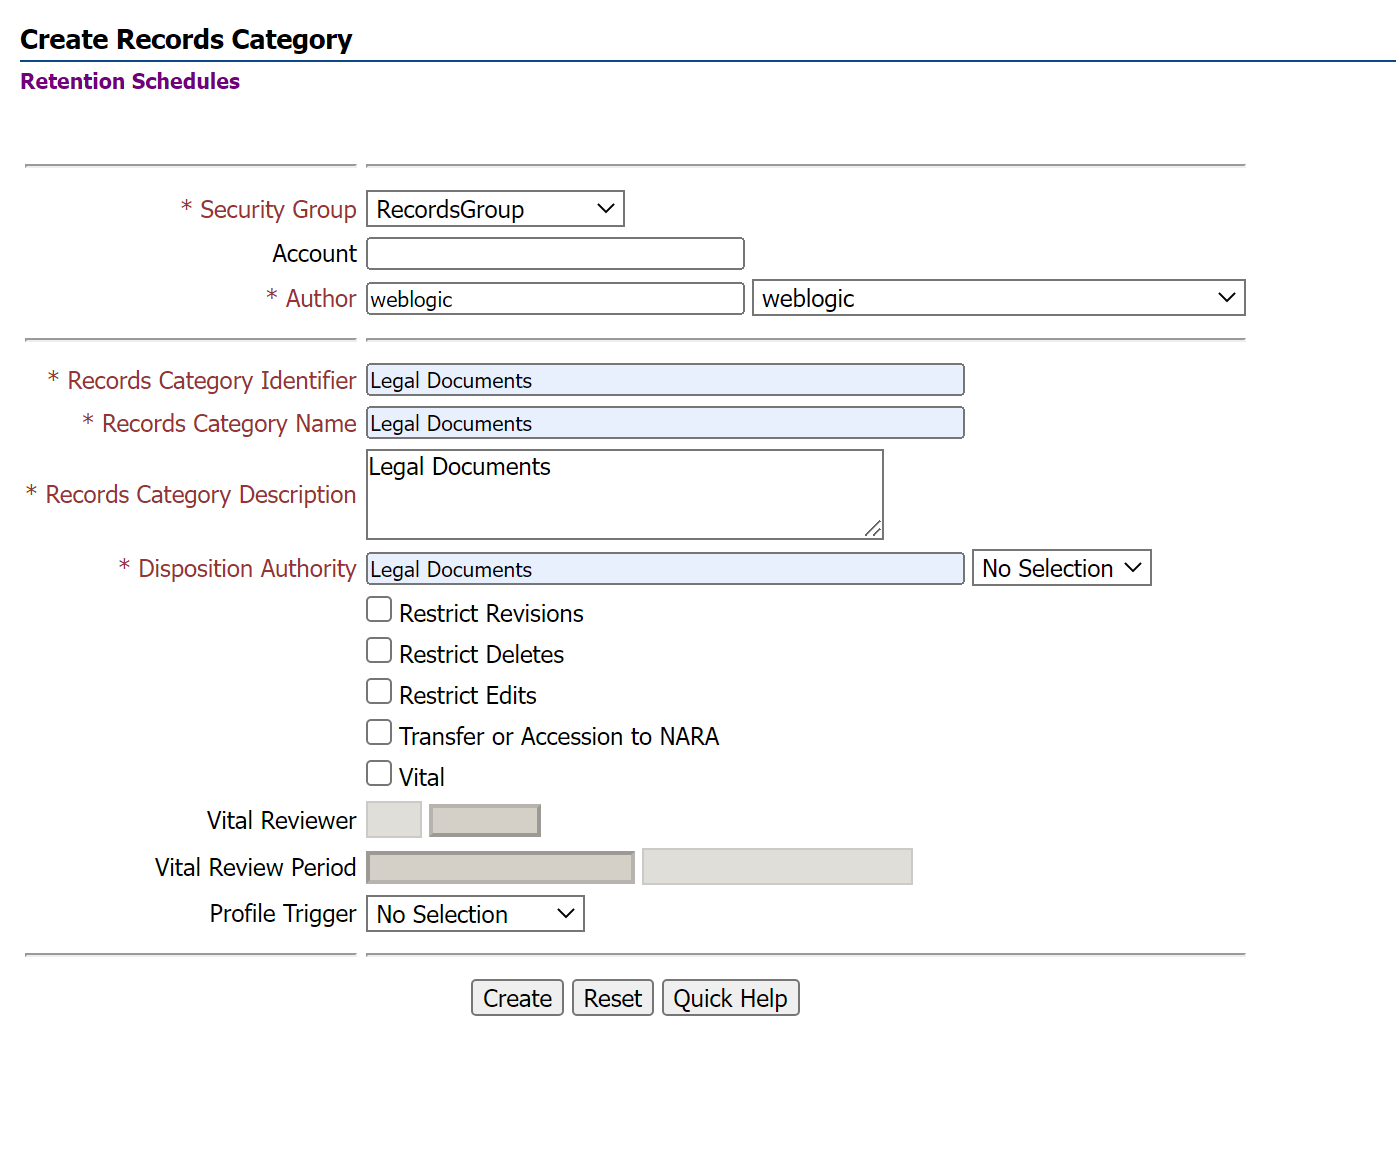 Create Records Category
Retention Schedules
* Security Group RecordsGroup
Account
* Author weblogic weblogic
* Records Category Identifier Legal Documents
* Records Category Name Legal Documents
* Records Category Description Legal Documents
* Disposition Authority Legal Documents No Selection
Restrict Revisions
Restrict Deletes
Restrict Edits
Transfer or Accession to NARA
Vital
Vital Reviewer
Vital Review Period
Profile Trigger No Selection
Create Reset Quick Help